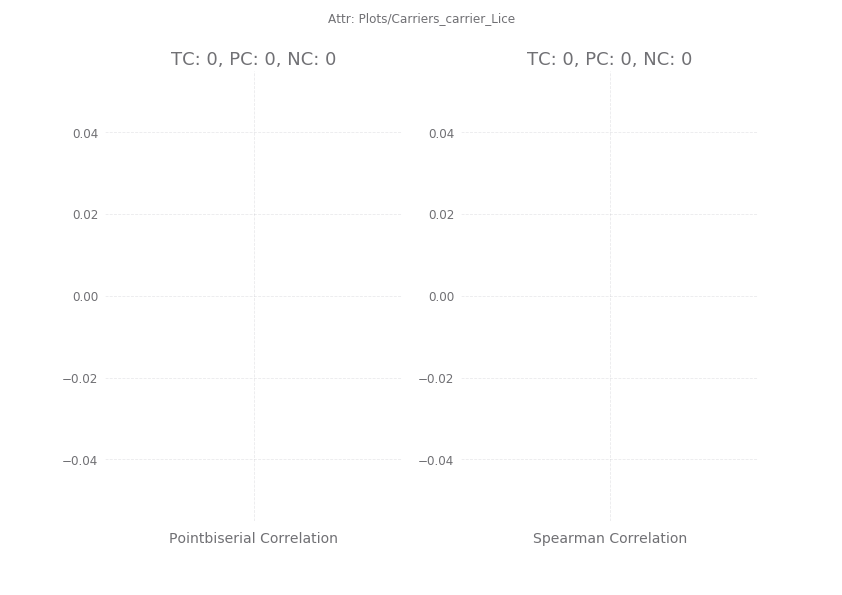 Attr: Plots/Carriers_carrier_Lice
TC: 0, PC: 0, NC: 0
0.04
0.02
0.00
−0.02
−0.04
Pointbiserial Correlation
TC: 0, PC: 0, NC: 0
0.04
0.02
0.00
−0.02
−0.04
Spearman Correlation